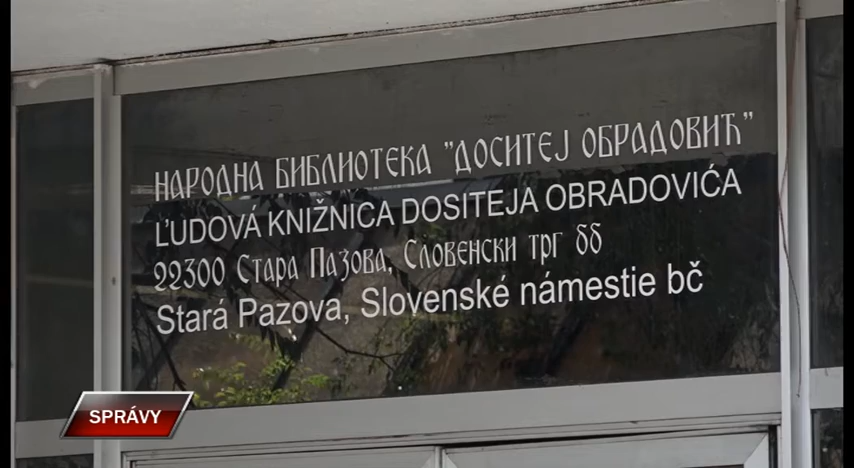 НАРОДНА БИБЛИОТЕКА "ДОСИТЕЈ ОБРАДОВИЋ"
ĽUDOVÁ KNIŽNICA DOSITEJA OBRADOVIĆA
22300 Стара Пазова, Словенски трг бб
Stará Pazova, Slovenské námestie bč
SPRÁVY